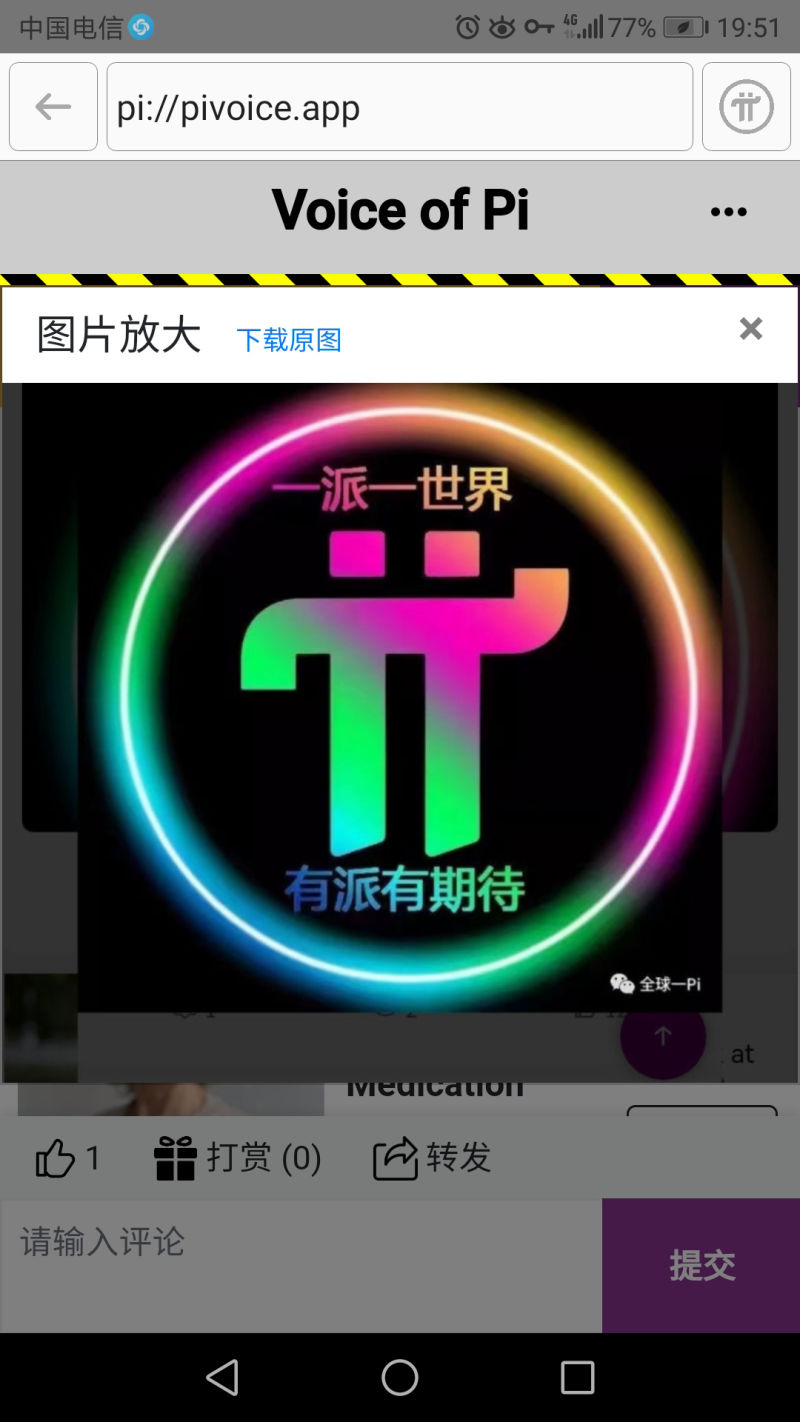 中国电信
4G
77%
19:51
pi://pivoice.app
Voice of Pi
图片放大
下载原图
一派一世界
有派有期待
全球一Pi
at
Medication
1
打赏 (0)
转发
请输入评论
提交